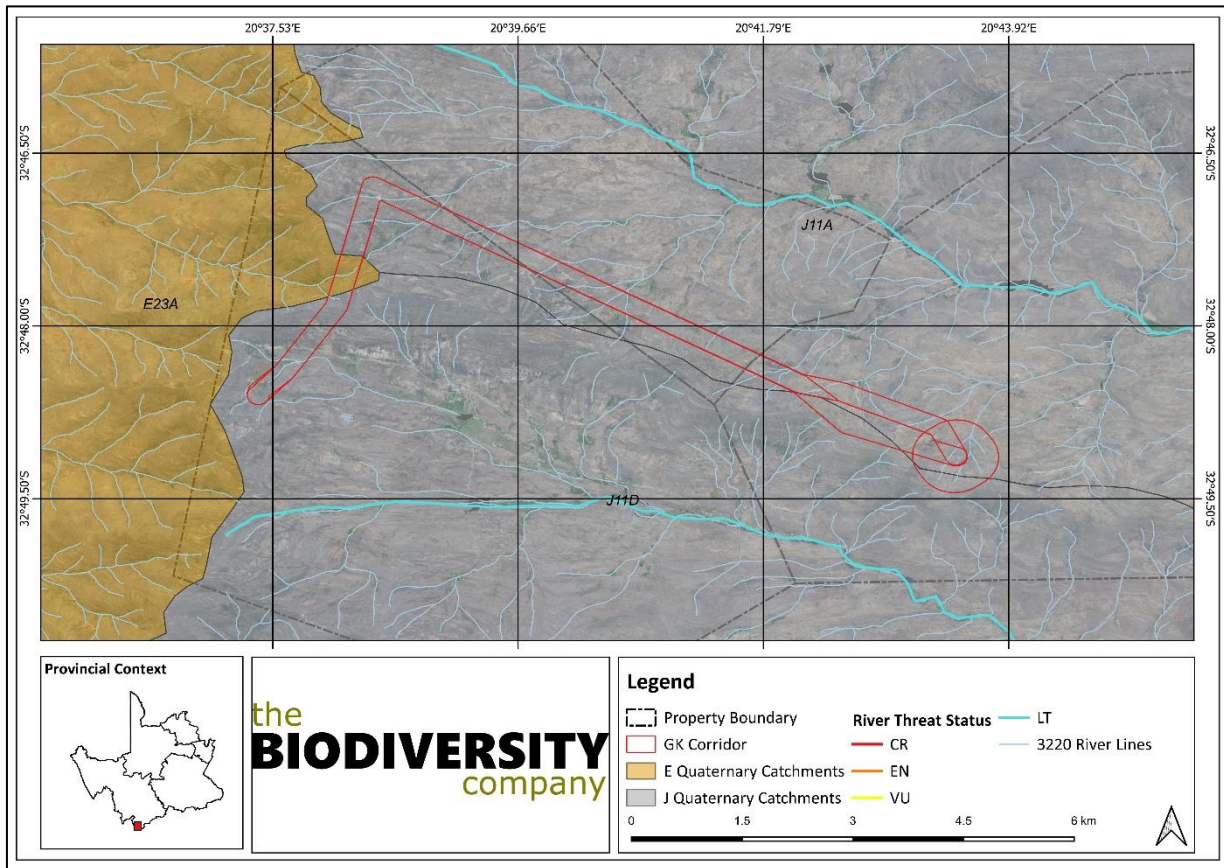 20°37.53'E 20°39.66'E 20°41.79'E 20°43.92'E
32°46.50'S 32°46.50'S
J11A
E23A
32°48.00'S 32°48.00'S
32°49.50'S 32°49.50'S
J11D
Provincial Context
the
BIODIVERSITY
company
Legend
Property Boundary
GK Corridor
E Quaternary Catchments
J Quaternary Catchments
River Threat Status
CR
EN
VU
LT
3220 River Lines
0 1.5 3 4.5 6 km